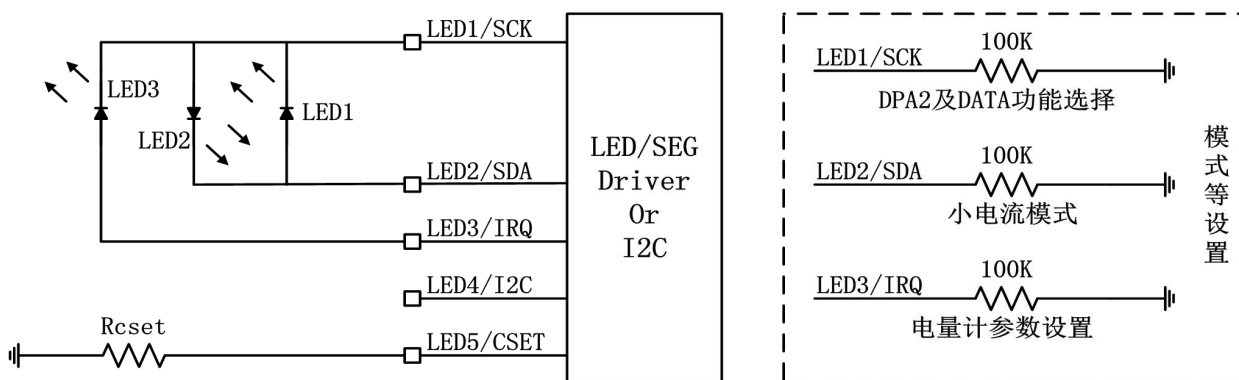 LED1/SCK
LED3
LED2
LED1
LED2/SDA
LED3/IRQ
LED4/I2C
Rcset
LED5/CSET
LED/SEG
Driver
Or
I2C
LED1/SCK
100K
DPA2及DATA功能选择
LED2/SDA
100K
小电流模式
LED3/IRQ
100K
电量计参数设置
模式等设置